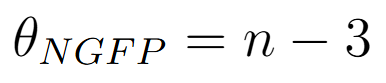 θ_{NGFP} = n − 3